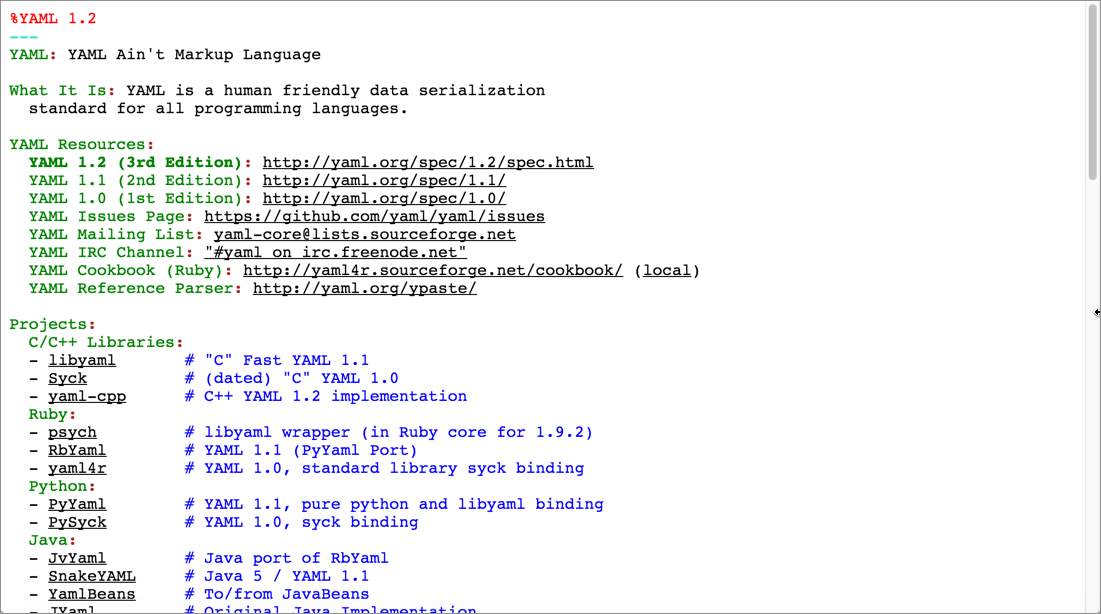 %YAML 1.2
---
YAML: YAML Ain't Markup Language
What It Is: YAML is a human friendly data serialization
standard for all programming languages.
YAML Resources:
YAML 1.2 (3rd Edition): http://yaml.org/spec/1.2/spec.html
YAML 1.1 (2nd Edition): http://yaml.org/spec/1.1/
YAML 1.0 (1st Edition): http://yaml.org/spec/1.0/
YAML Issues Page: https://github.com/yaml/yaml/issues
YAML Mailing List: yaml-core@lists.sourceforge.net
YAML IRC Channel: "#yaml on irc.freenode.net"
YAML Cookbook (Ruby): http://yaml4r.sourceforge.net/cookbook/ (local)
YAML Reference Parser: http://yaml.org/ypaste/
Projects:
C/C++ Libraries:
- libyaml # "C" Fast YAML 1.1
- Syck # (dated) "C" YAML 1.0
- yaml-cpp # C++ YAML 1.2 implementation
Ruby:
- psych # libyaml wrapper (in Ruby core for 1.9.2)
- RbYaml # YAML 1.1 (PyYaml Port)
- yaml4r # YAML 1.0, standard library syck binding
Python:
- PyYaml # YAML 1.1, pure python and libyaml binding
- PySyck # YAML 1.0, syck binding
Java:
- JvYaml # Java port of RbYaml
- SnakeYAML # Java 5 / YAML 1.1
- YamlBeans # To/from JavaBeans
- JYaml # Original Java Implementation